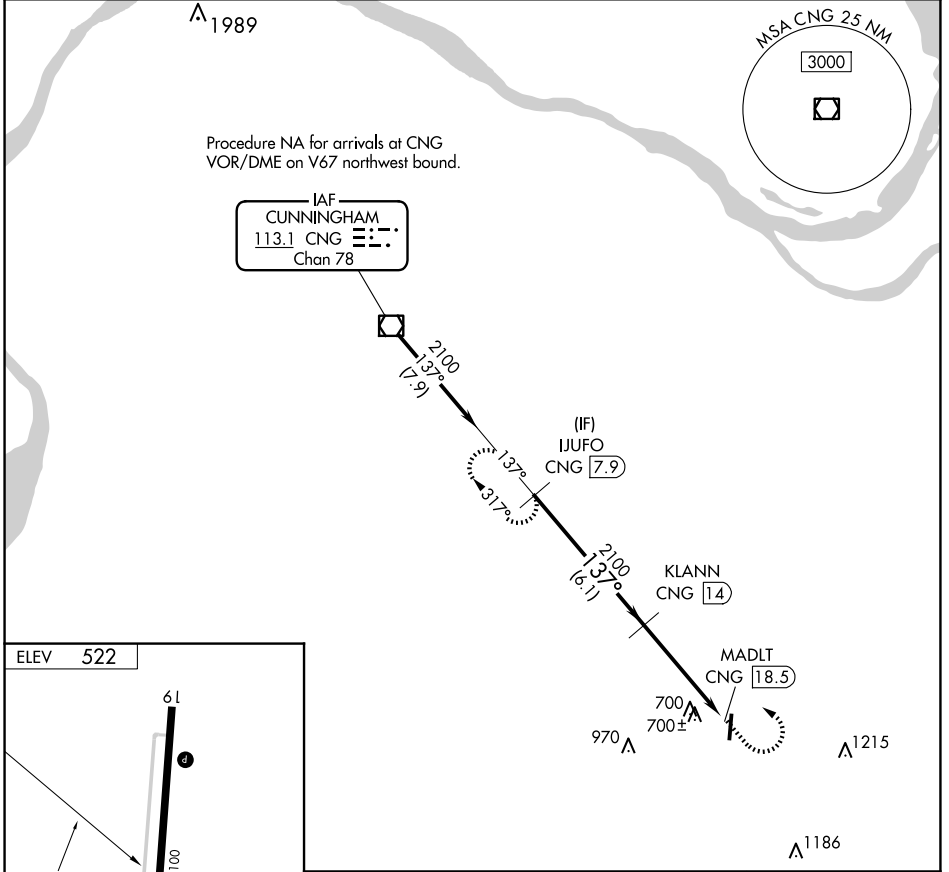 1989
MSA CNG 25 NM
3000
Procedure NA for arrivals at CNG
VOR/DME on V67 northwest bound.
IAF
CUNNINGHAM
113.1 CNG
Chan 78
2100
137°
(7.9)
(IF)
IJUFO
CNG 7.9
137°
317°
2100
137°
(6.1)
KLANN
CNG 14
MADLT
CNG 18.5
700
700±
970
1215
1186
ELEV 522
19
P
100